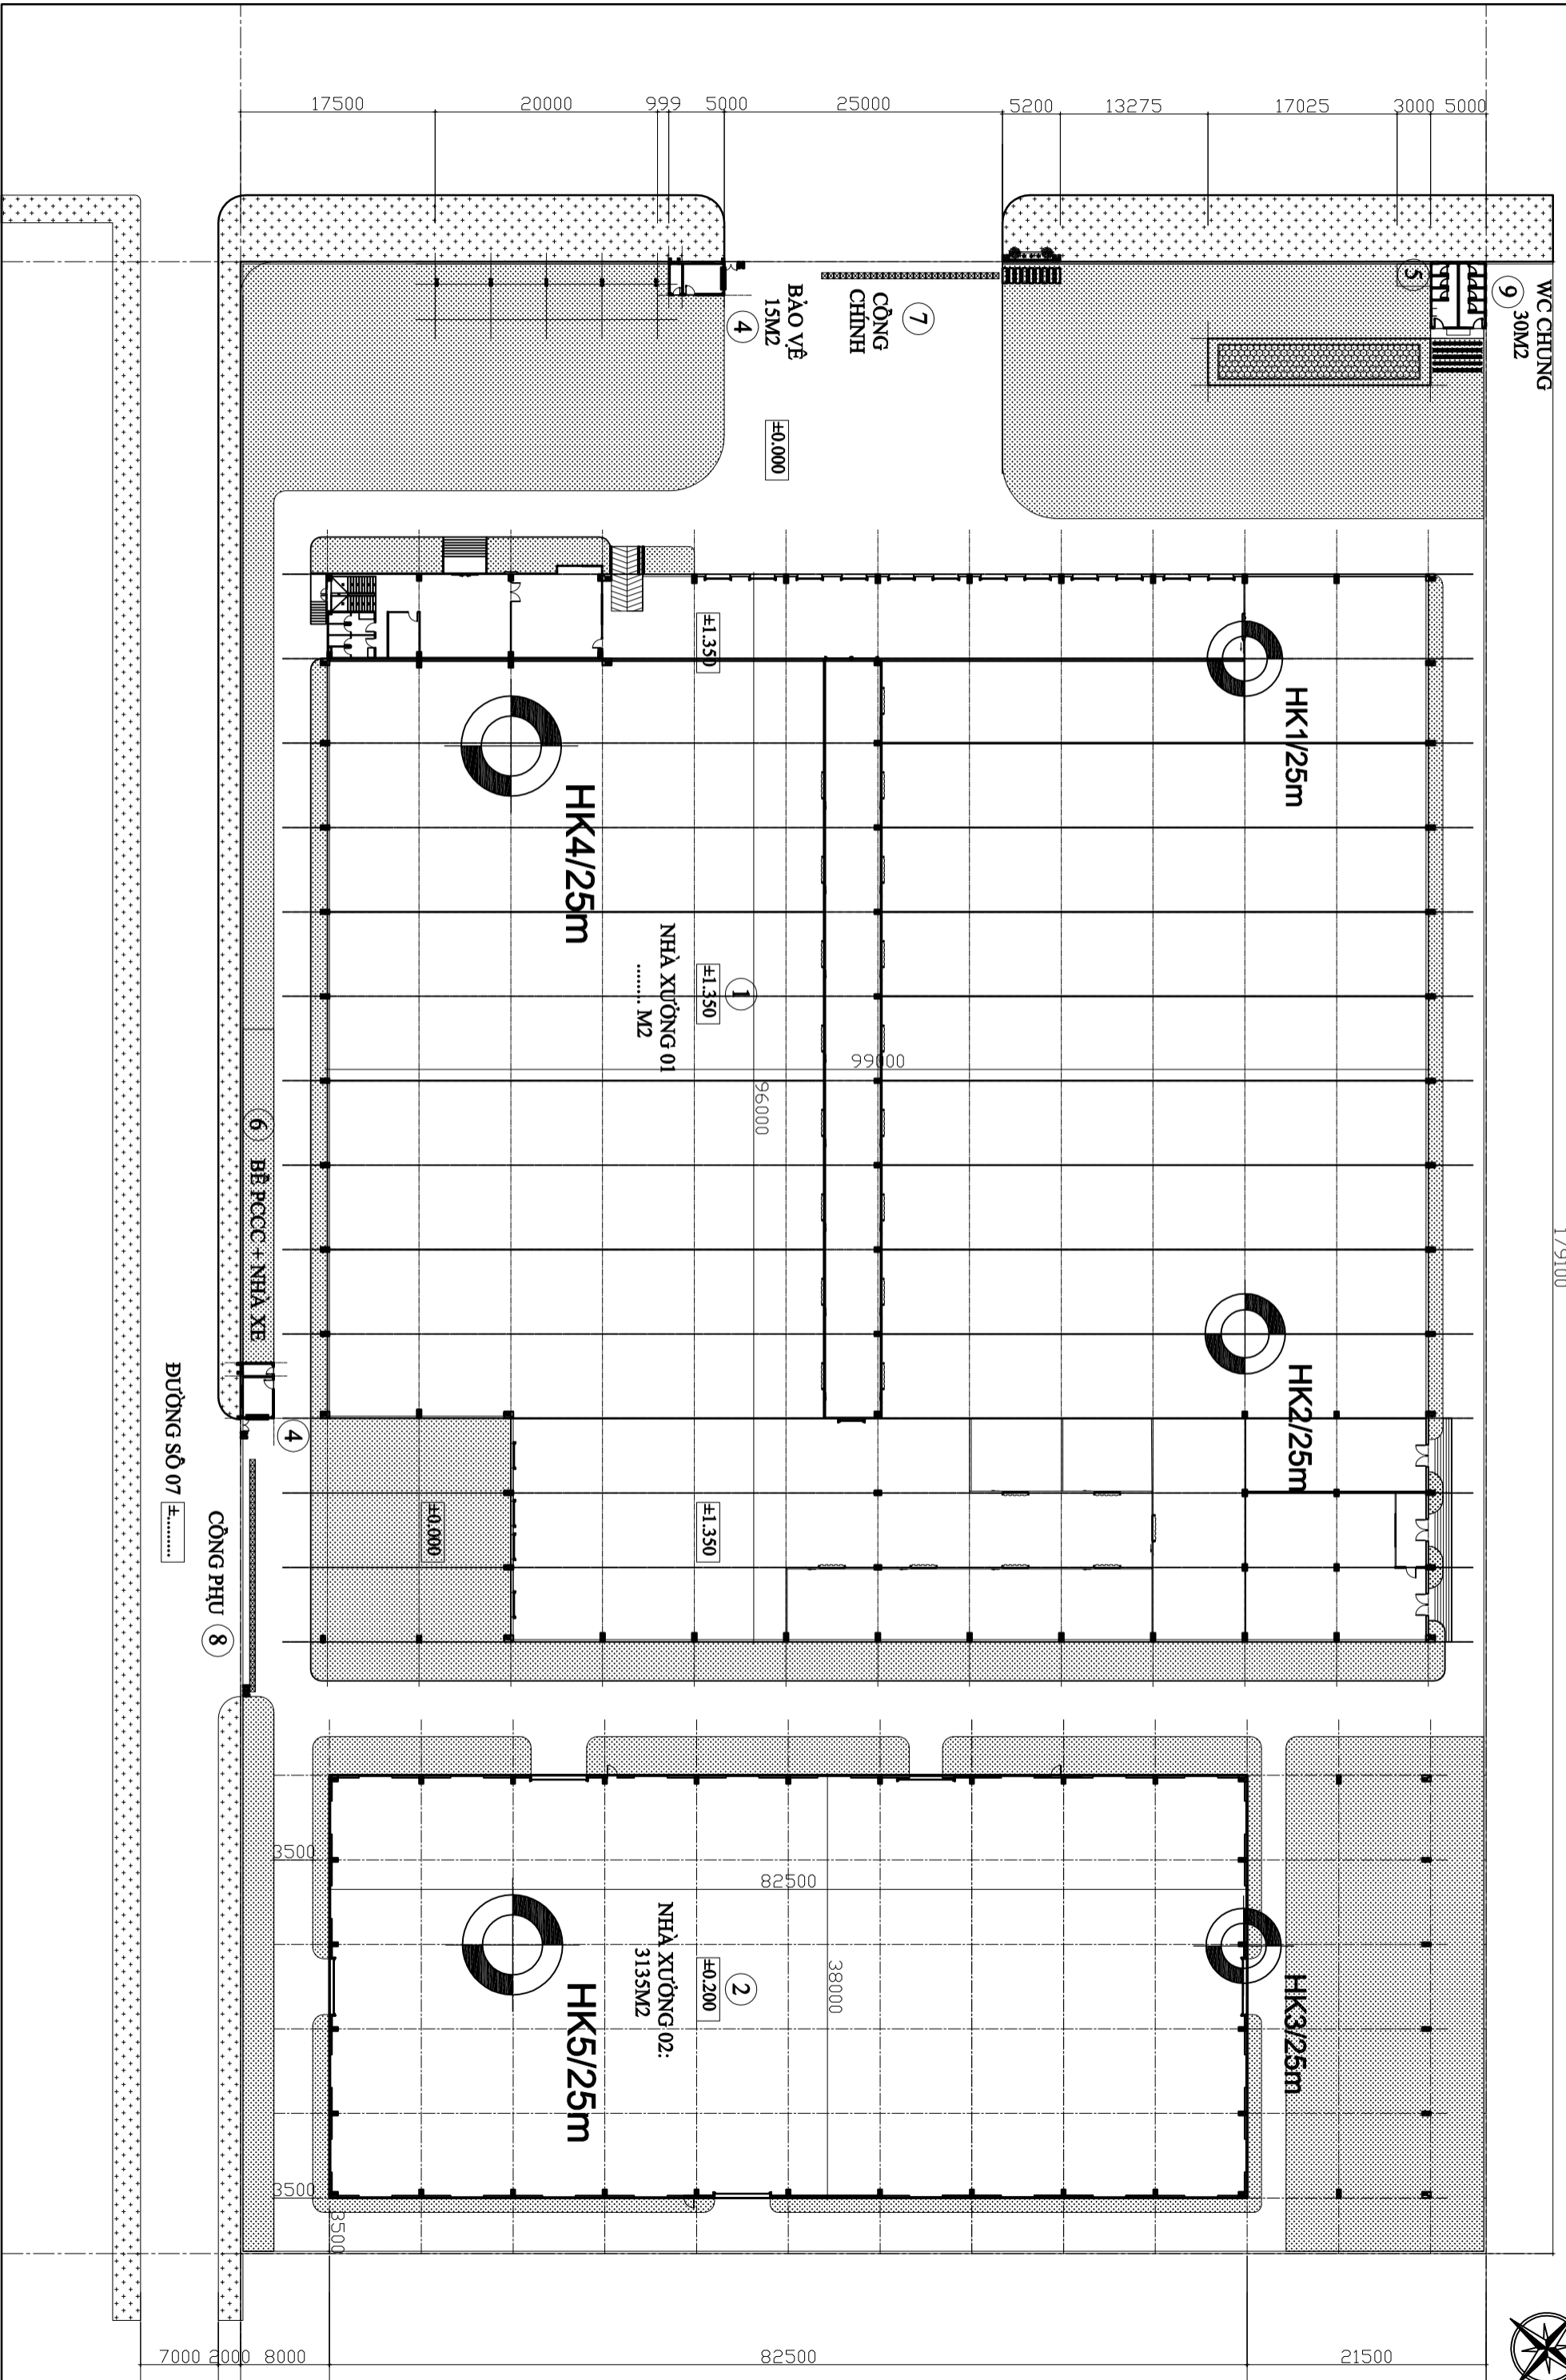 17500
20000
999
5000
25000
5200
13275
17025
3000
5000
WC CHUNG
30M2
9
5
7
CỔNG
CHÍNH
BẢO VỆ
15M2
4
±0.000
±1.350
HK1/25m
HK4/25m
1
±1.350
NHÀ XƯỞNG 01
......... M2
99000
96000
179100
6
BỂ PCCC + NHÀ XE
HK2/25m
4
±0.000
±1.350
ĐƯỜNG SỐ 07
±.........
CỔNG PHỤ
8
3500
82500
2
±0.200
NHÀ XƯỞNG 02:
3135M2
38000
HK5/25m
HK3/25m
3500
3500
7000
2000
8000
82500
21500